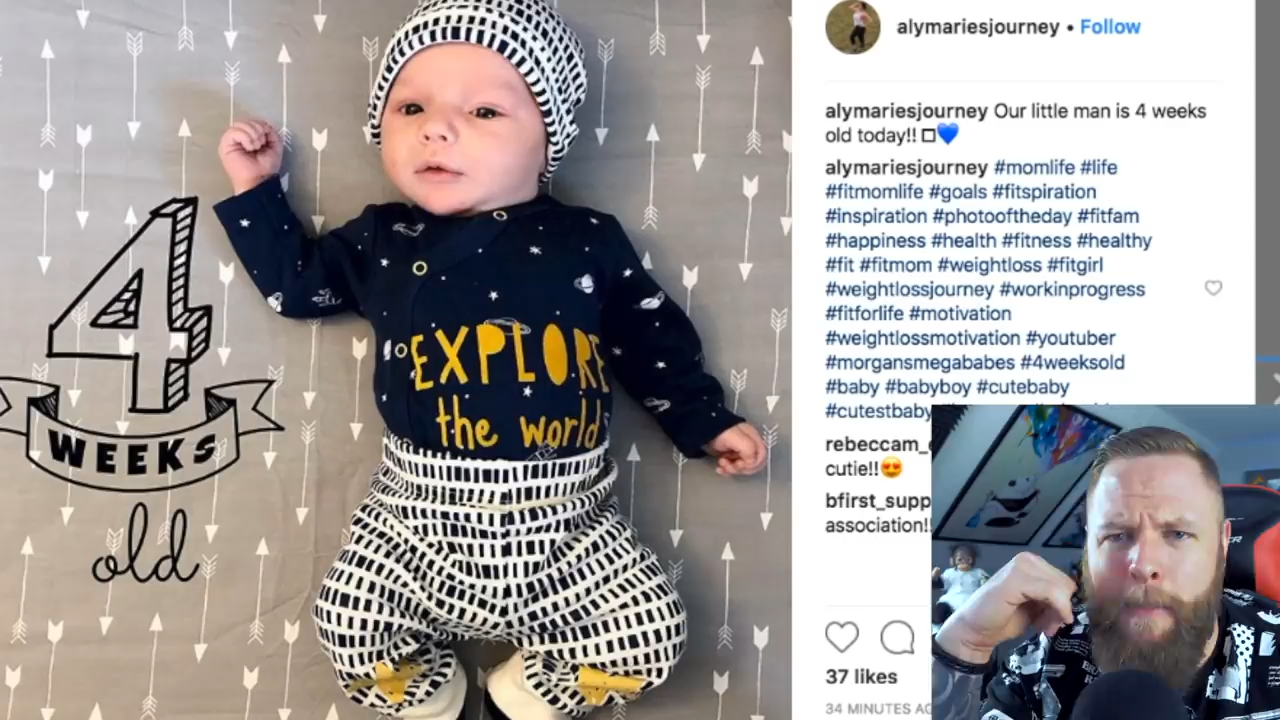 4
WEEKS
old
EXPLORE
the world
alymariesjourney • Follow
alymariesjourney Our little man is 4 weeks
old today!! 💙
alymariesjourney #momlife #life
#fitmomlife #goals #fitspiration
#inspiration #photooftheday #fitfam
#happiness #health #fitness #healthy
#fit #fitmom #weightloss #fitgirl
#weightlossjourney #workinprogress
#fitforlife #motivation
#weightlossmotivation #youtuber
#morgansmegababes #4weeksold
#baby #babyboy #cutebaby
#cutestbaby
rebeccam_
cutie!!😍
bfirst_supp
association!!
37 likes
34 MINUTES AG